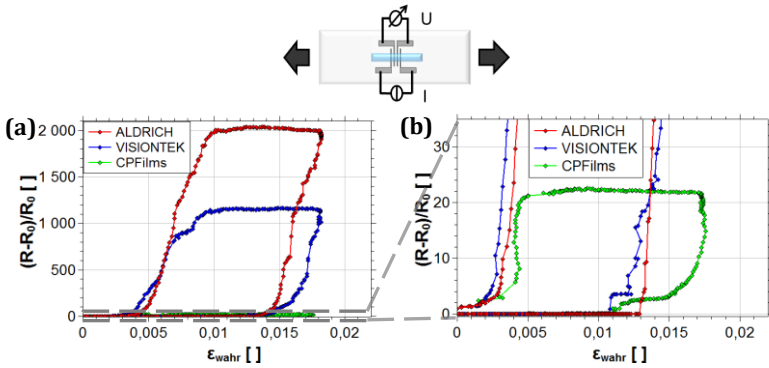 U
I
(a)
(b)
ALDRICH
VISIONTEK
CPFilms
2 000
1 500
1 000
500
0
0
0,005
0,01
0,015
0,02
(R-R₀)/R₀ [ ]
ε_wahr [ ]
ALDRICH
VISIONTEK
CPFilms
30
20
10
0
0
0,005
0,01
0,015
0,02
(R-R₀)/R₀ [ ]
ε_wahr [ ]